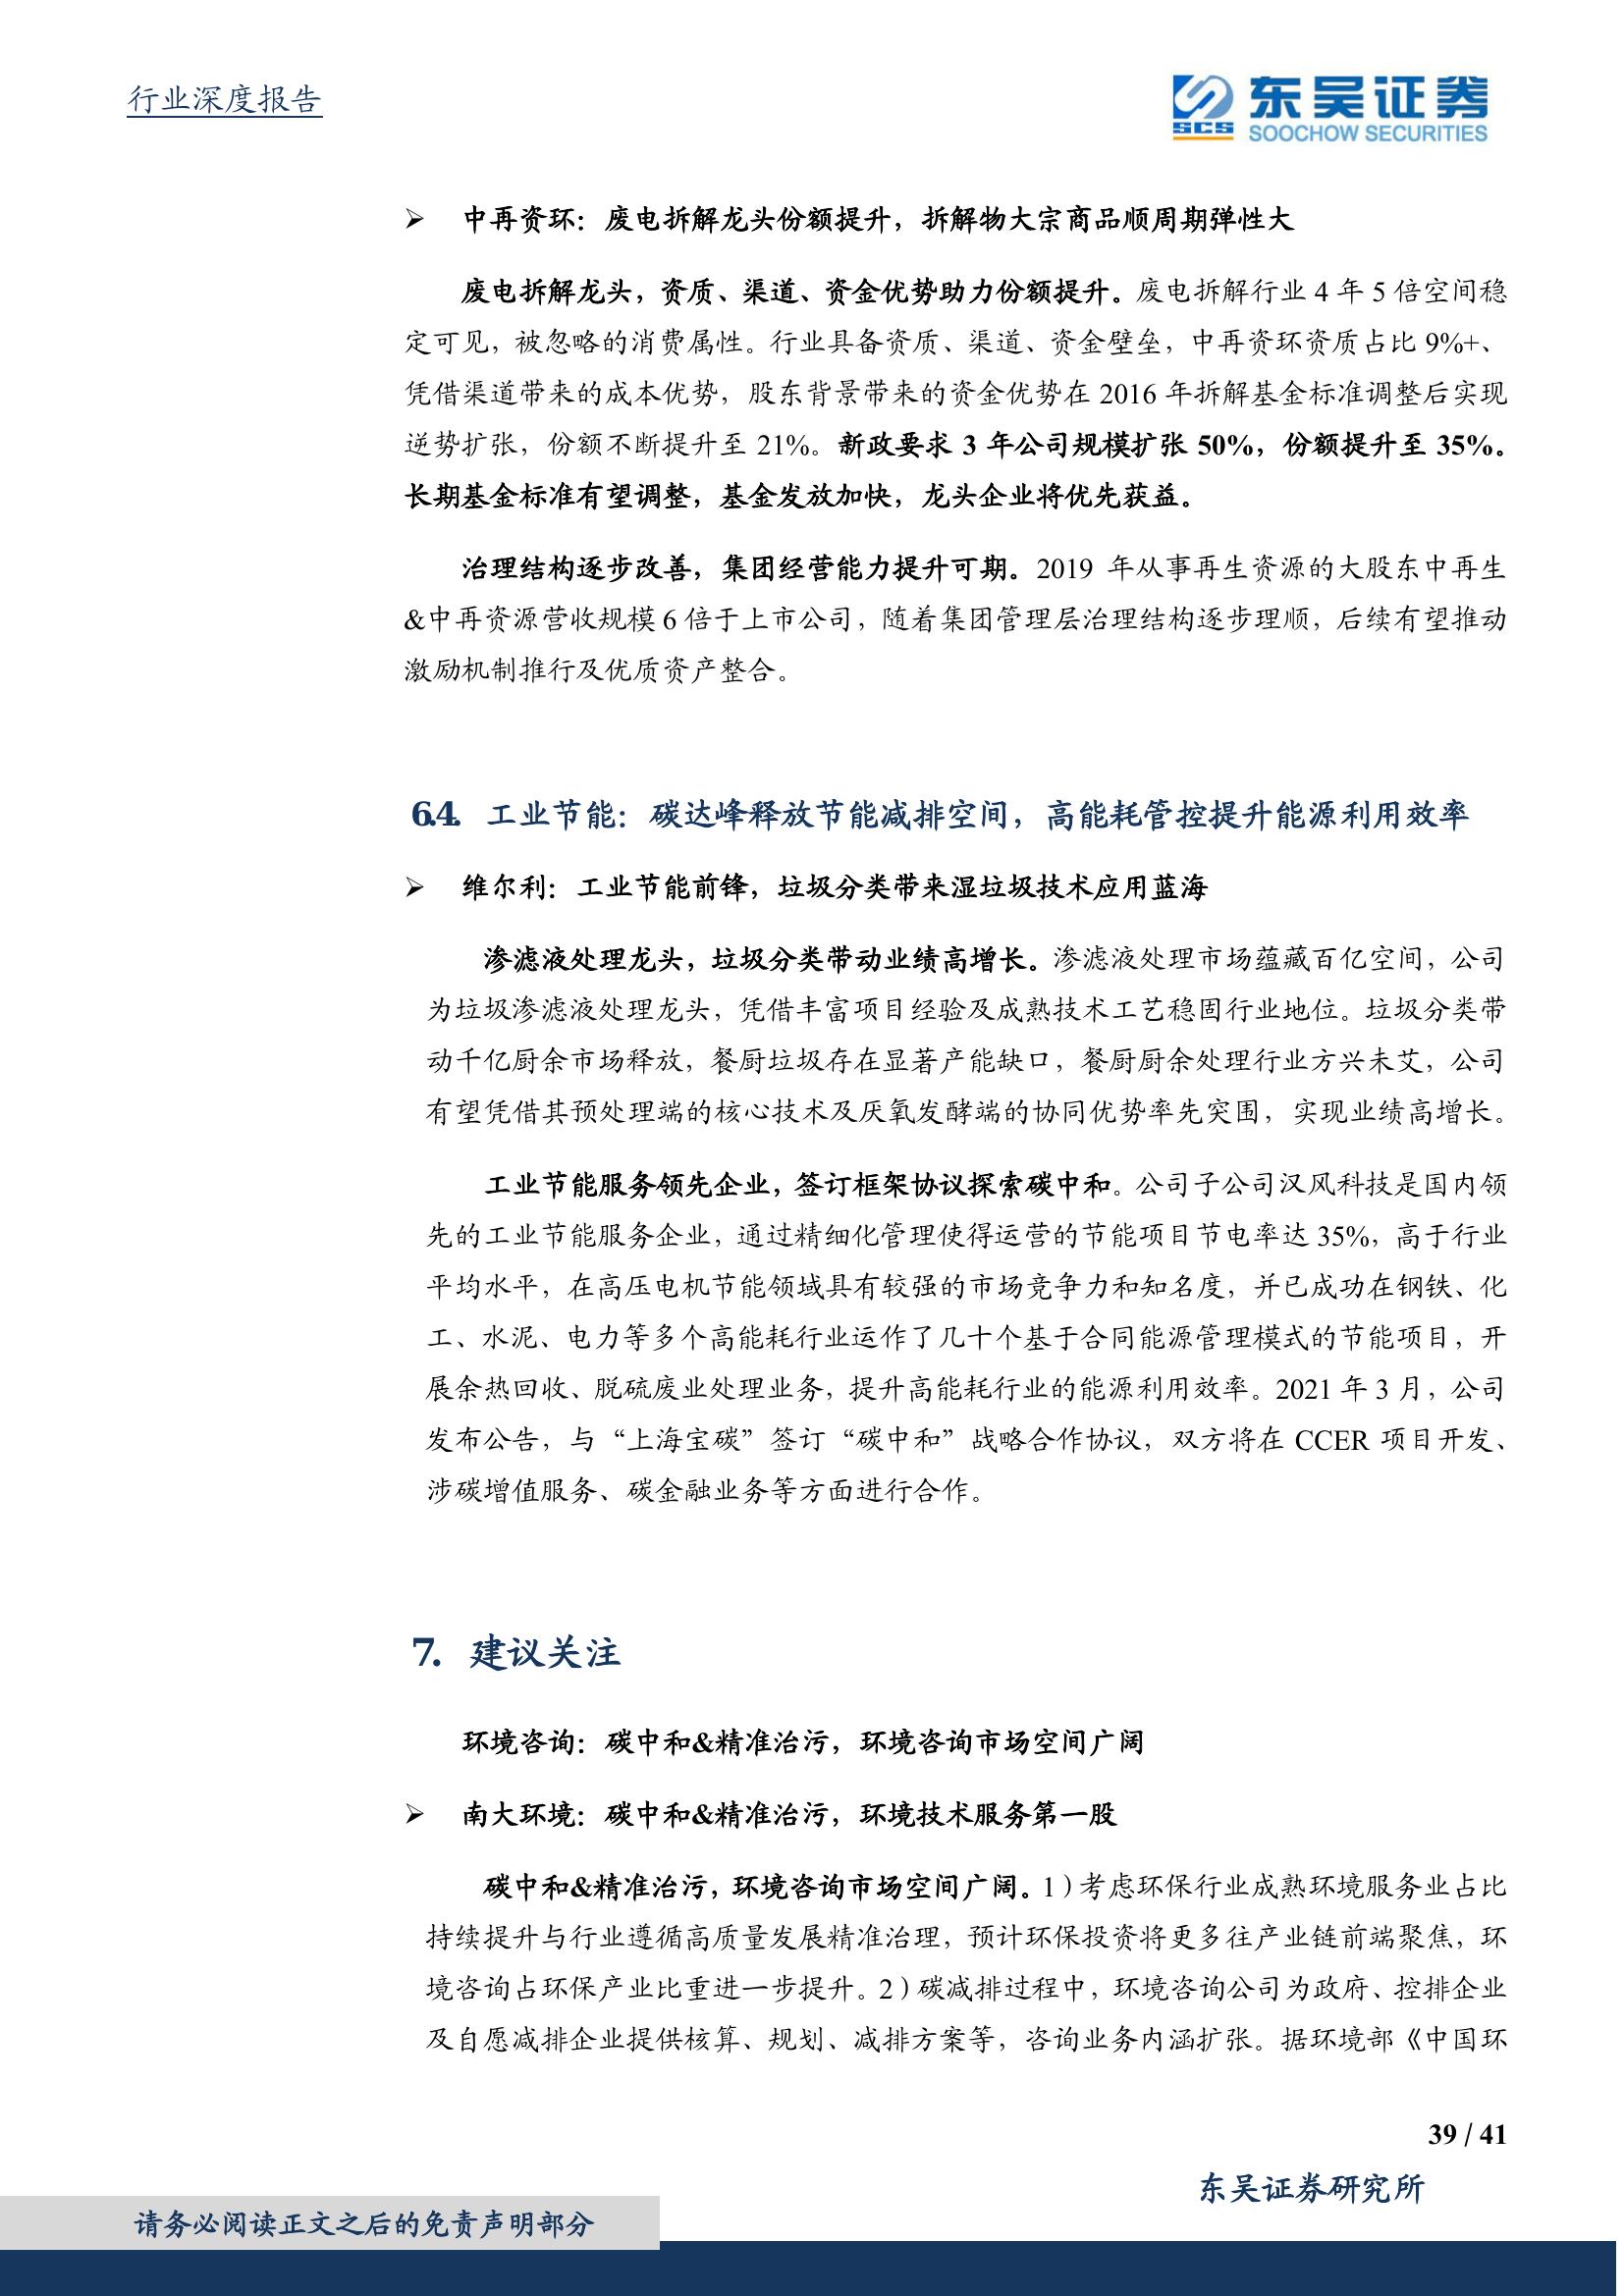 行业深度报告
东吴证券
SCS
SOOCHOW SECURITIES
➢ 中再资环：废电拆解龙头份额提升，拆解物大宗商品顺周期弹性大
废电拆解龙头，资质、渠道、资金优势助力份额提升。废电拆解行业 4 年 5 倍空间稳
定可见，被忽略的消费属性。行业具备资质、渠道、资金壁垒，中再资环资质占比 9%+、
凭借渠道带来的成本优势，股东背景带来的资金优势在 2016 年拆解基金标准调整后实现
逆势扩张，份额不断提升至 21%。新政要求 3 年公司规模扩张 50%，份额提升至 35%。
长期基金标准有望调整，基金发放加快，龙头企业将优先获益。
治理结构逐步改善，集团经营能力提升可期。2019 年从事再生资源的大股东中再生
&中再资源营收规模 6 倍于上市公司，随着集团管理层治理结构逐步理顺，后续有望推动
激励机制推行及优质资产整合。
6.4. 工业节能：碳达峰释放节能减排空间，高能耗管控提升能源利用效率
➢ 维尔利：工业节能前锋，垃圾分类带来湿垃圾技术应用蓝海
渗滤液处理龙头，垃圾分类带动业绩高增长。渗滤液处理市场蕴藏百亿空间，公司
为垃圾渗滤液处理龙头，凭借丰富项目经验及成熟技术工艺稳固行业地位。垃圾分类带
动千亿厨余市场释放，餐厨垃圾存在显著产能缺口，餐厨厨余处理行业方兴未艾，公司
有望凭借其预处理端的核心技术及厌氧发酵端的协同优势率先突围，实现业绩高增长。
工业节能服务领先企业，签订框架协议探索碳中和。公司子公司汉风科技是国内领
先的工业节能服务企业，通过精细化管理使得运营的节能项目节电率达 35%，高于行业
平均水平，在高压电机节能领域具有较强的市场竞争力和知名度，并已成功在钢铁、化
工、水泥、电力等多个高能耗行业运作了几十个基于合同能源管理模式的节能项目，开
展余热回收、脱硫废业处理业务，提升高能耗行业的能源利用效率。2021 年 3 月，公司
发布公告，与“上海宝碳”签订“碳中和”战略合作协议，双方将在 CCER 项目开发、
涉碳增值服务、碳金融业务等方面进行合作。
7. 建议关注
环境咨询：碳中和&精准治污，环境咨询市场空间广阔
➢ 南大环境：碳中和&精准治污，环境技术服务第一股
碳中和&精准治污，环境咨询市场空间广阔。1）考虑环保行业成熟环境服务业占比
持续提升与行业遵循高质量发展精准治理，预计环保投资将更多往产业链前端聚焦，环
境咨询占环保产业比重进一步提升。2）碳减排过程中，环境咨询公司为政府、控排企业
及自愿减排企业提供核算、规划、减排方案等，咨询业务内涵扩张。据环境部《中国环
39 / 41
东吴证券研究所
请务必阅读正文之后的免责声明部分